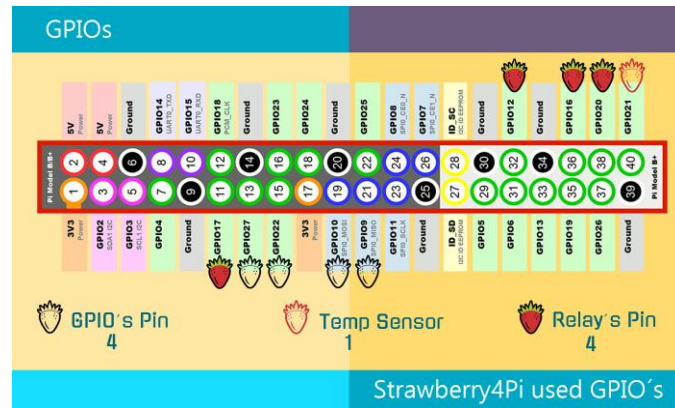 GPIOs
5V
Power
5V
Power
Ground
GPIO14
UART0_TXD
GPIO15
UART0_RXD
GPIO18
PCM_CLK
Ground
GPIO23
GPIO24
Ground
GPIO25
GPIO8
SPI0_CE0_N
GPIO7
SPI0_CE1_N
ID_SC
I2C ID EEPROM
Ground
GPIO12
Ground
GPIO16
GPIO20
GPIO21
Pi Model B/B+
2 4 6 8 10 12 14 16 18 20 22 24 26 28 30 32 34 36 38 40
1 3 5 7 9 11 13 15 17 19 21 23 25 27 29 31 33 35 37 39
Pi Model B+
3V3
Power
GPIO2
SDA1 I2C
GPIO3
SCL1 I2C
GPIO4
Ground
GPIO17
GPIO27
GPIO22
3V3
Power
GPIO10
SPI0_MOSI
GPIO9
SPI0_MISO
GPIO11
SPI0_SCLK
Ground
ID_SD
I2C ID EEPROM
GPIO5
GPIO6
GPIO13
GPIO19
GPIO26
Ground
GPIO´s Pin
4
Temp Sensor
1
Relay´s Pin
4
Strawberry4Pi used GPIO´s